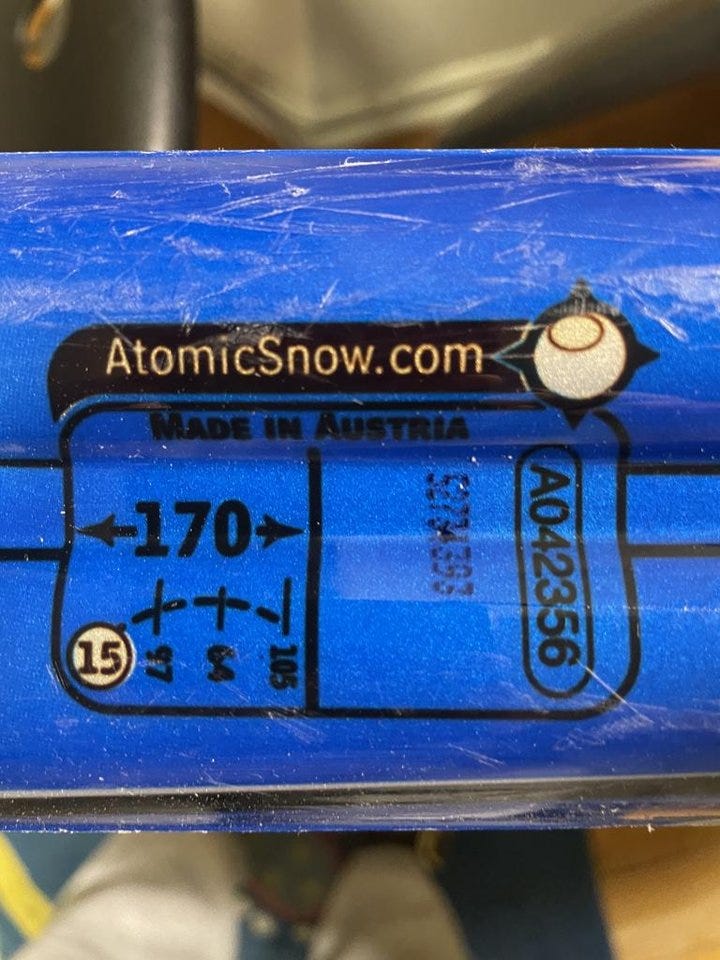 AtomicSnow.com
MADE IN AUSTRIA
170
15
97
64
105
A042356